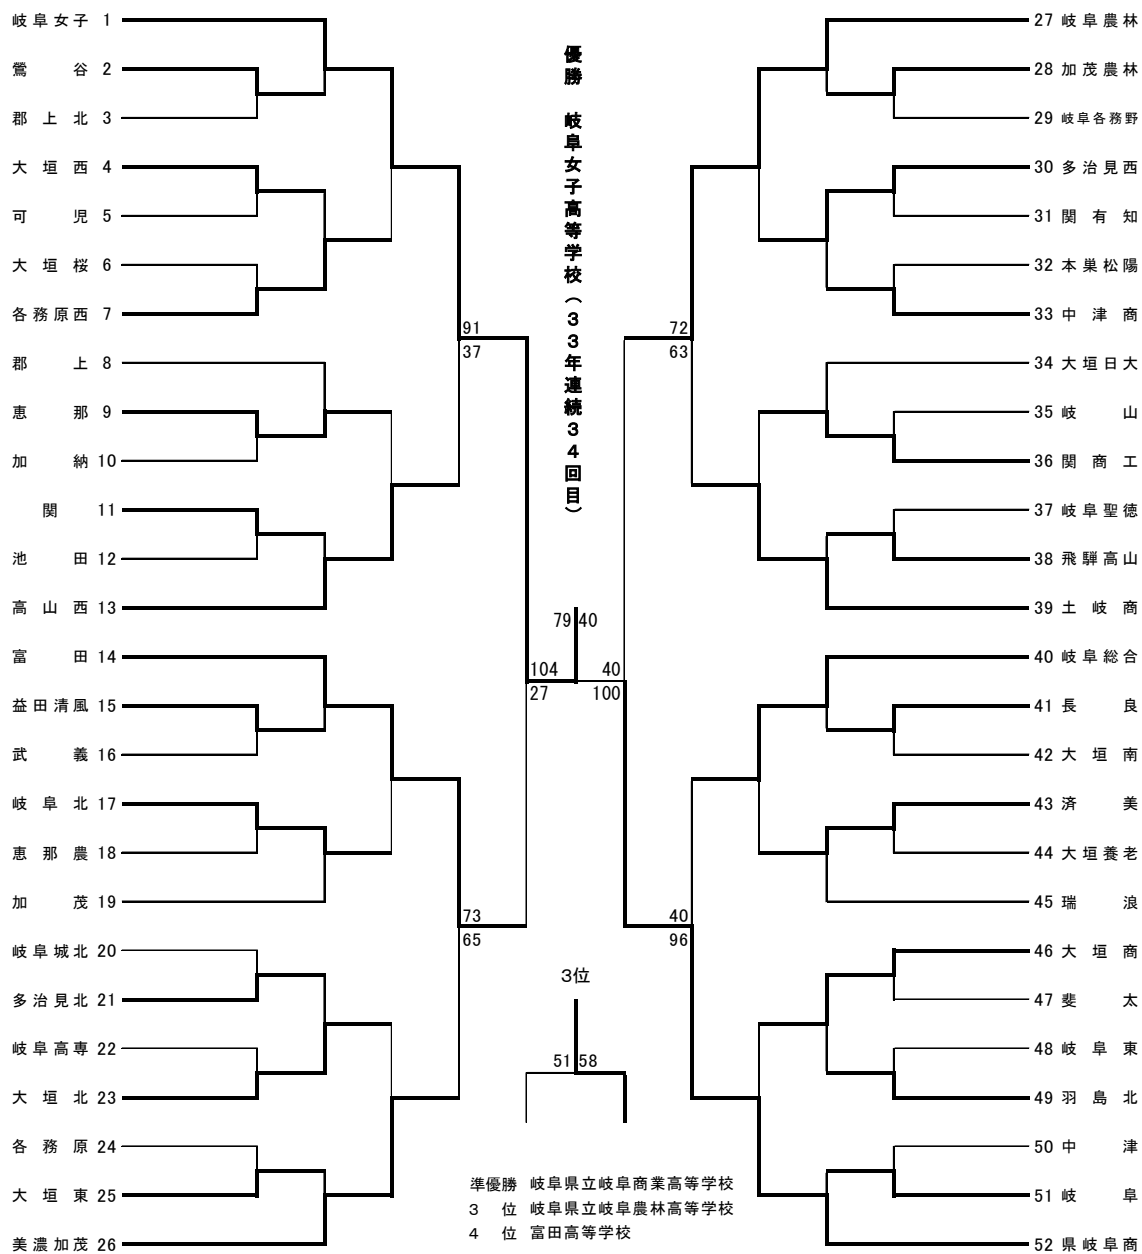 岐阜女子 1
鶯谷 2
郡上北 3
大垣西 4
可児 5
大垣桜 6
各務原西 7
郡上 8
恵那 9
加納 10
関 11
池田 12
高山西 13
富田 14
益田清風 15
武義 16
岐阜北 17
恵那農 18
加茂 19
岐阜城北 20
多治見北 21
岐阜高専 22
大垣北 23
各務原 24
大垣東 25
美濃加茂 26
優勝 岐阜女子高等学校(33年連続34回目)
91
37
73
65
104
27
79 40
40
100
72
63
40
96
3位
51 58
準優勝 岐阜県立岐阜商業高等学校
3 位 岐阜県立岐阜農林高等学校
4 位 富田高等学校
27 岐阜農林
28 加茂農林
29 岐阜各務野
30 多治見西
31 関有知
32 本巣松陽
33 中津商
34 大垣日大
35 岐山
36 関商工
37 岐阜聖徳
38 飛騨高山
39 土岐商
40 岐阜総合
41 長良
42 大垣南
43 済美
44 大垣養老
45 瑞浪
46 大垣商
47 斐太
48 岐阜東
49 羽島北
50 中津
51 岐阜
52 県岐阜商